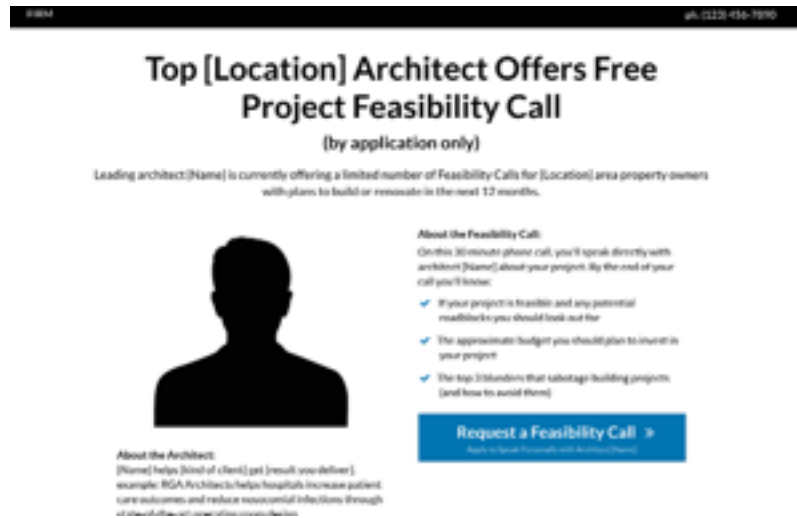 FIRM
ph. (123) 456-7890
Top [Location] Architect Offers Free
Project Feasibility Call
(by application only)
Leading architect [Name] is currently offering a limited number of Feasibility Calls for [Location] area property owners
with plans to build or renovate in the next 12 months.
About the Feasibility Call:
On this 30 minute phone call, you'll speak directly with
architect [Name] about your project. By the end of your
call you'll know:
If your project is feasible and any potential
roadblocks you should look out for
The approximate budget you should plan to invest in
your project
The top 3 blunders that sabotage building projects
(and how to avoid them)
Request a Feasibility Call »
Apply to Speak Personally with Architect [Name]
About the Architect:
[Name] helps [kind of client] get [result you deliver].
example: RGA Architects helps hospitals increase patient
care outcomes and reduce nosocomial infections through
state-of-the-art operating room design